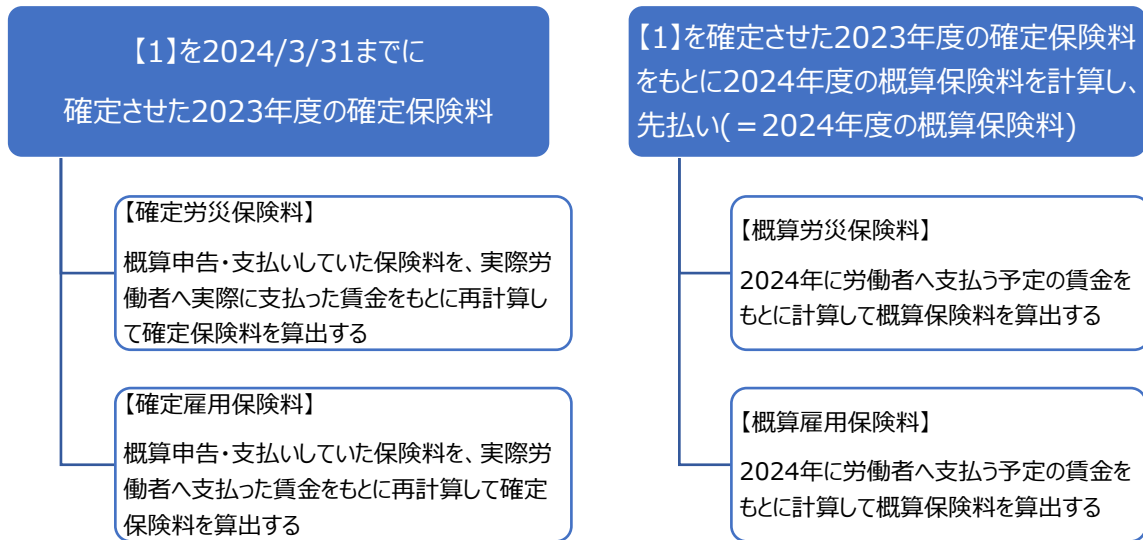 【1】を2024/3/31までに
確定させた2023年度の確定保険料
【確定労災保険料】
概算申告・支払いしていた保険料を、実際労
働者へ実際に支払った賃金をもとに再計算し
て確定保険料を算出する
【確定雇用保険料】
概算申告・支払いしていた保険料を、実際労
働者へ支払った賃金をもとに再計算して確定
保険料を算出する
【1】を確定させた2023年度の確定保険料
をもとに2024年度の概算保険料を計算し、
先払い(＝2024年度の概算保険料)
【概算労災保険料】
2024年に労働者へ支払う予定の賃金を
もとに計算して概算保険料を算出する
【概算雇用保険料】
2024年に労働者へ支払う予定の賃金を
もとに計算して概算保険料を算出する